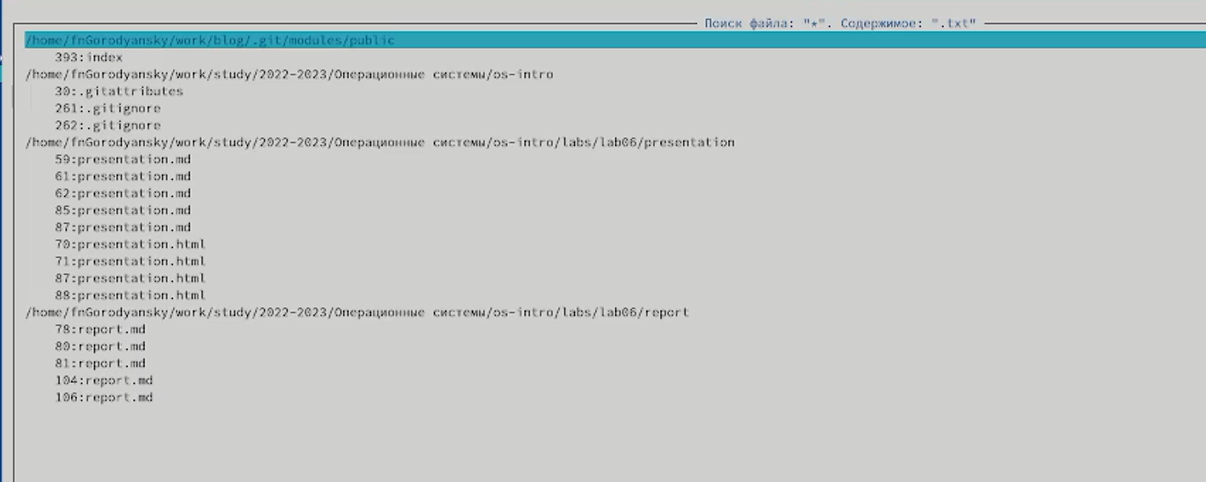 Поиск файла: "*". Содержимое: ".txt"
/home/fnGorodyansky/work/blog/.git/modules/public
393:index
/home/fnGorodyansky/work/study/2022-2023/Операционные системы/os-intro
30:.gitattributes
261:.gitignore
262:.gitignore
/home/fnGorodyansky/work/study/2022-2023/Операционные системы/os-intro/labs/lab06/presentation
59:presentation.md
61:presentation.md
62:presentation.md
85:presentation.md
87:presentation.md
70:presentation.html
71:presentation.html
87:presentation.html
88:presentation.html
/home/fnGorodyansky/work/study/2022-2023/Операционные системы/os-intro/labs/lab06/report
78:report.md
80:report.md
81:report.md
104:report.md
106:report.md